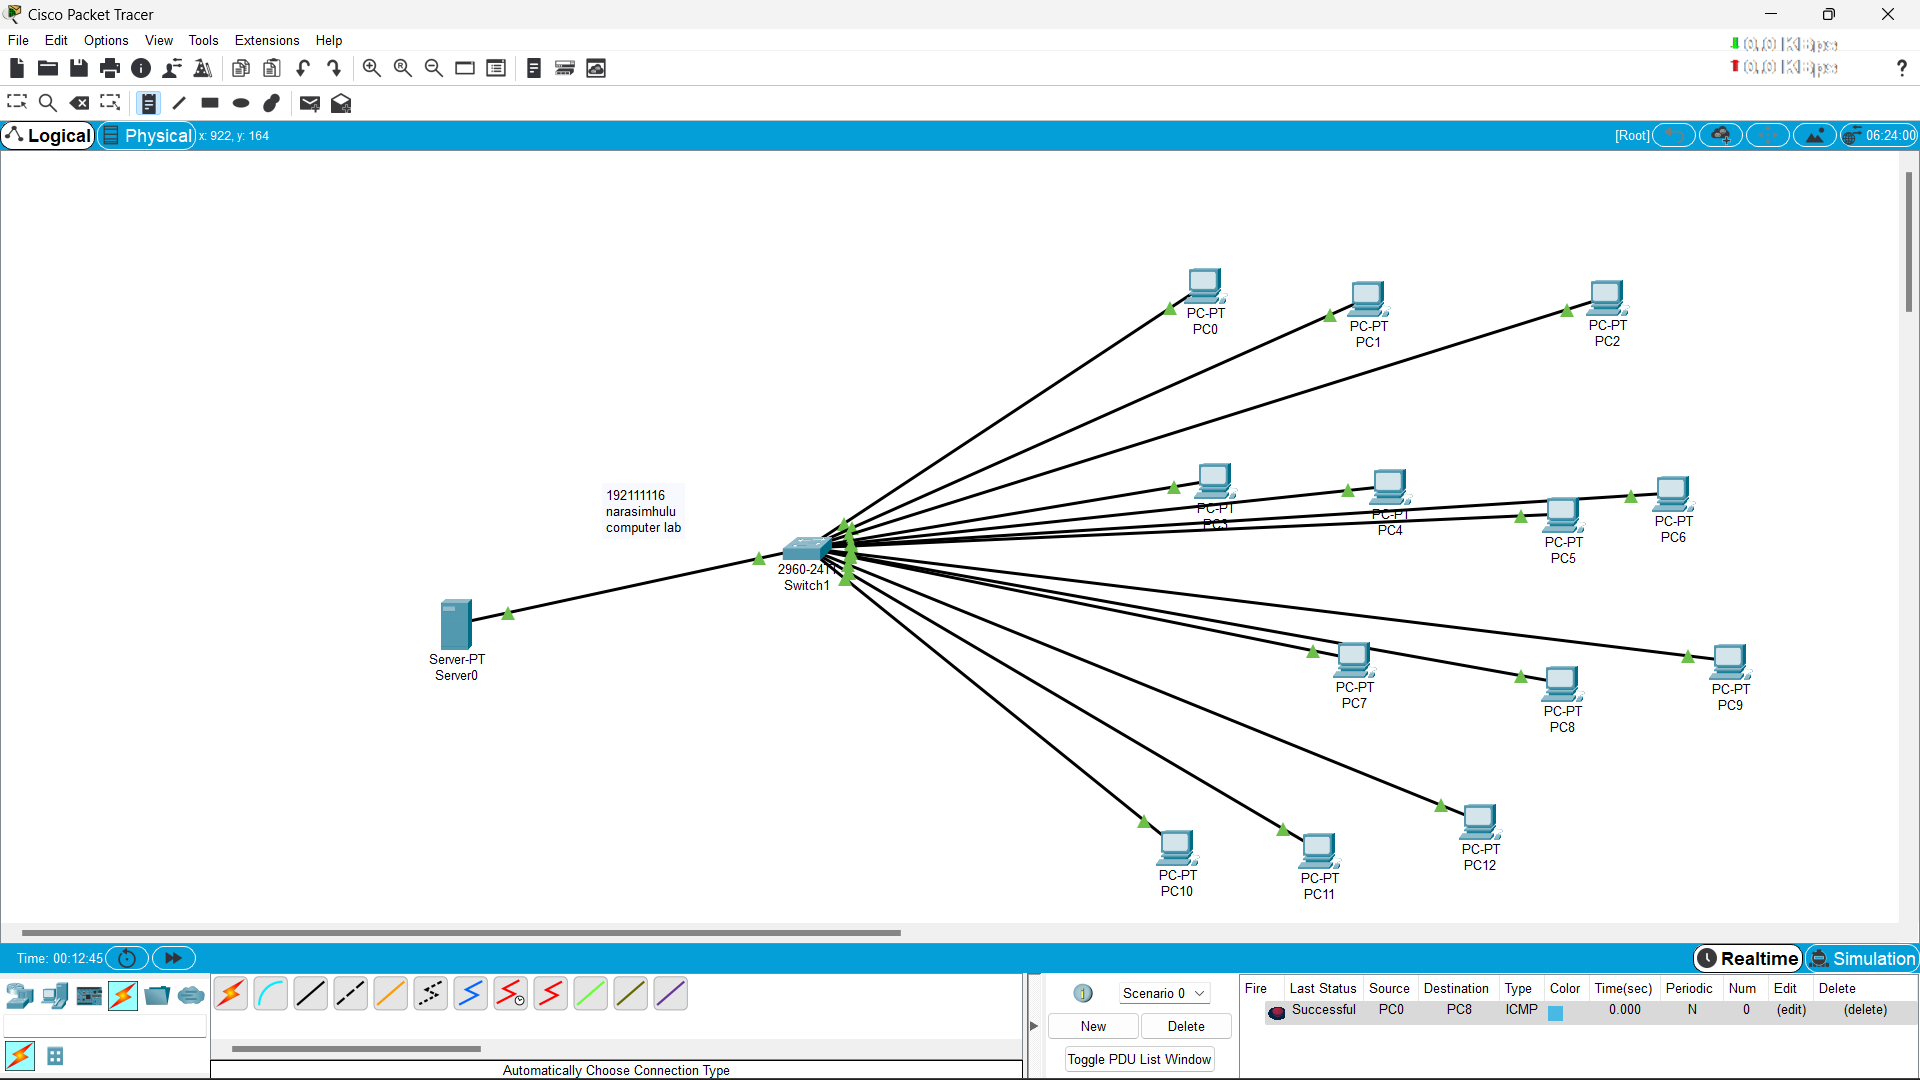 Cisco Packet Tracer
File Edit Options View Tools Extensions Help
0.0 KBps
0.0 KBps
?
Logical Physical x: 922, y: 164 [Root] 06:24:00
PC-PT
PC0
PC-PT
PC1
PC-PT
PC2
192111116
narasimhulu
computer lab
PC-PT
PC3
PC-PT
PC4
PC-PT
PC5
PC-PT
PC6
2960-24TT
Switch1
Server-PT
Server0
PC-PT
PC7
PC-PT
PC8
PC-PT
PC9
PC-PT
PC10
PC-PT
PC11
PC-PT
PC12
Time: 00:12:45 Realtime Simulation
Scenario 0
New Delete
Toggle PDU List Window
Fire Last Status Source Destination Type Color Time(sec) Periodic Num Edit Delete
Successful PC0 PC8 ICMP 0.000 N 0 (edit) (delete)
Automatically Choose Connection Type